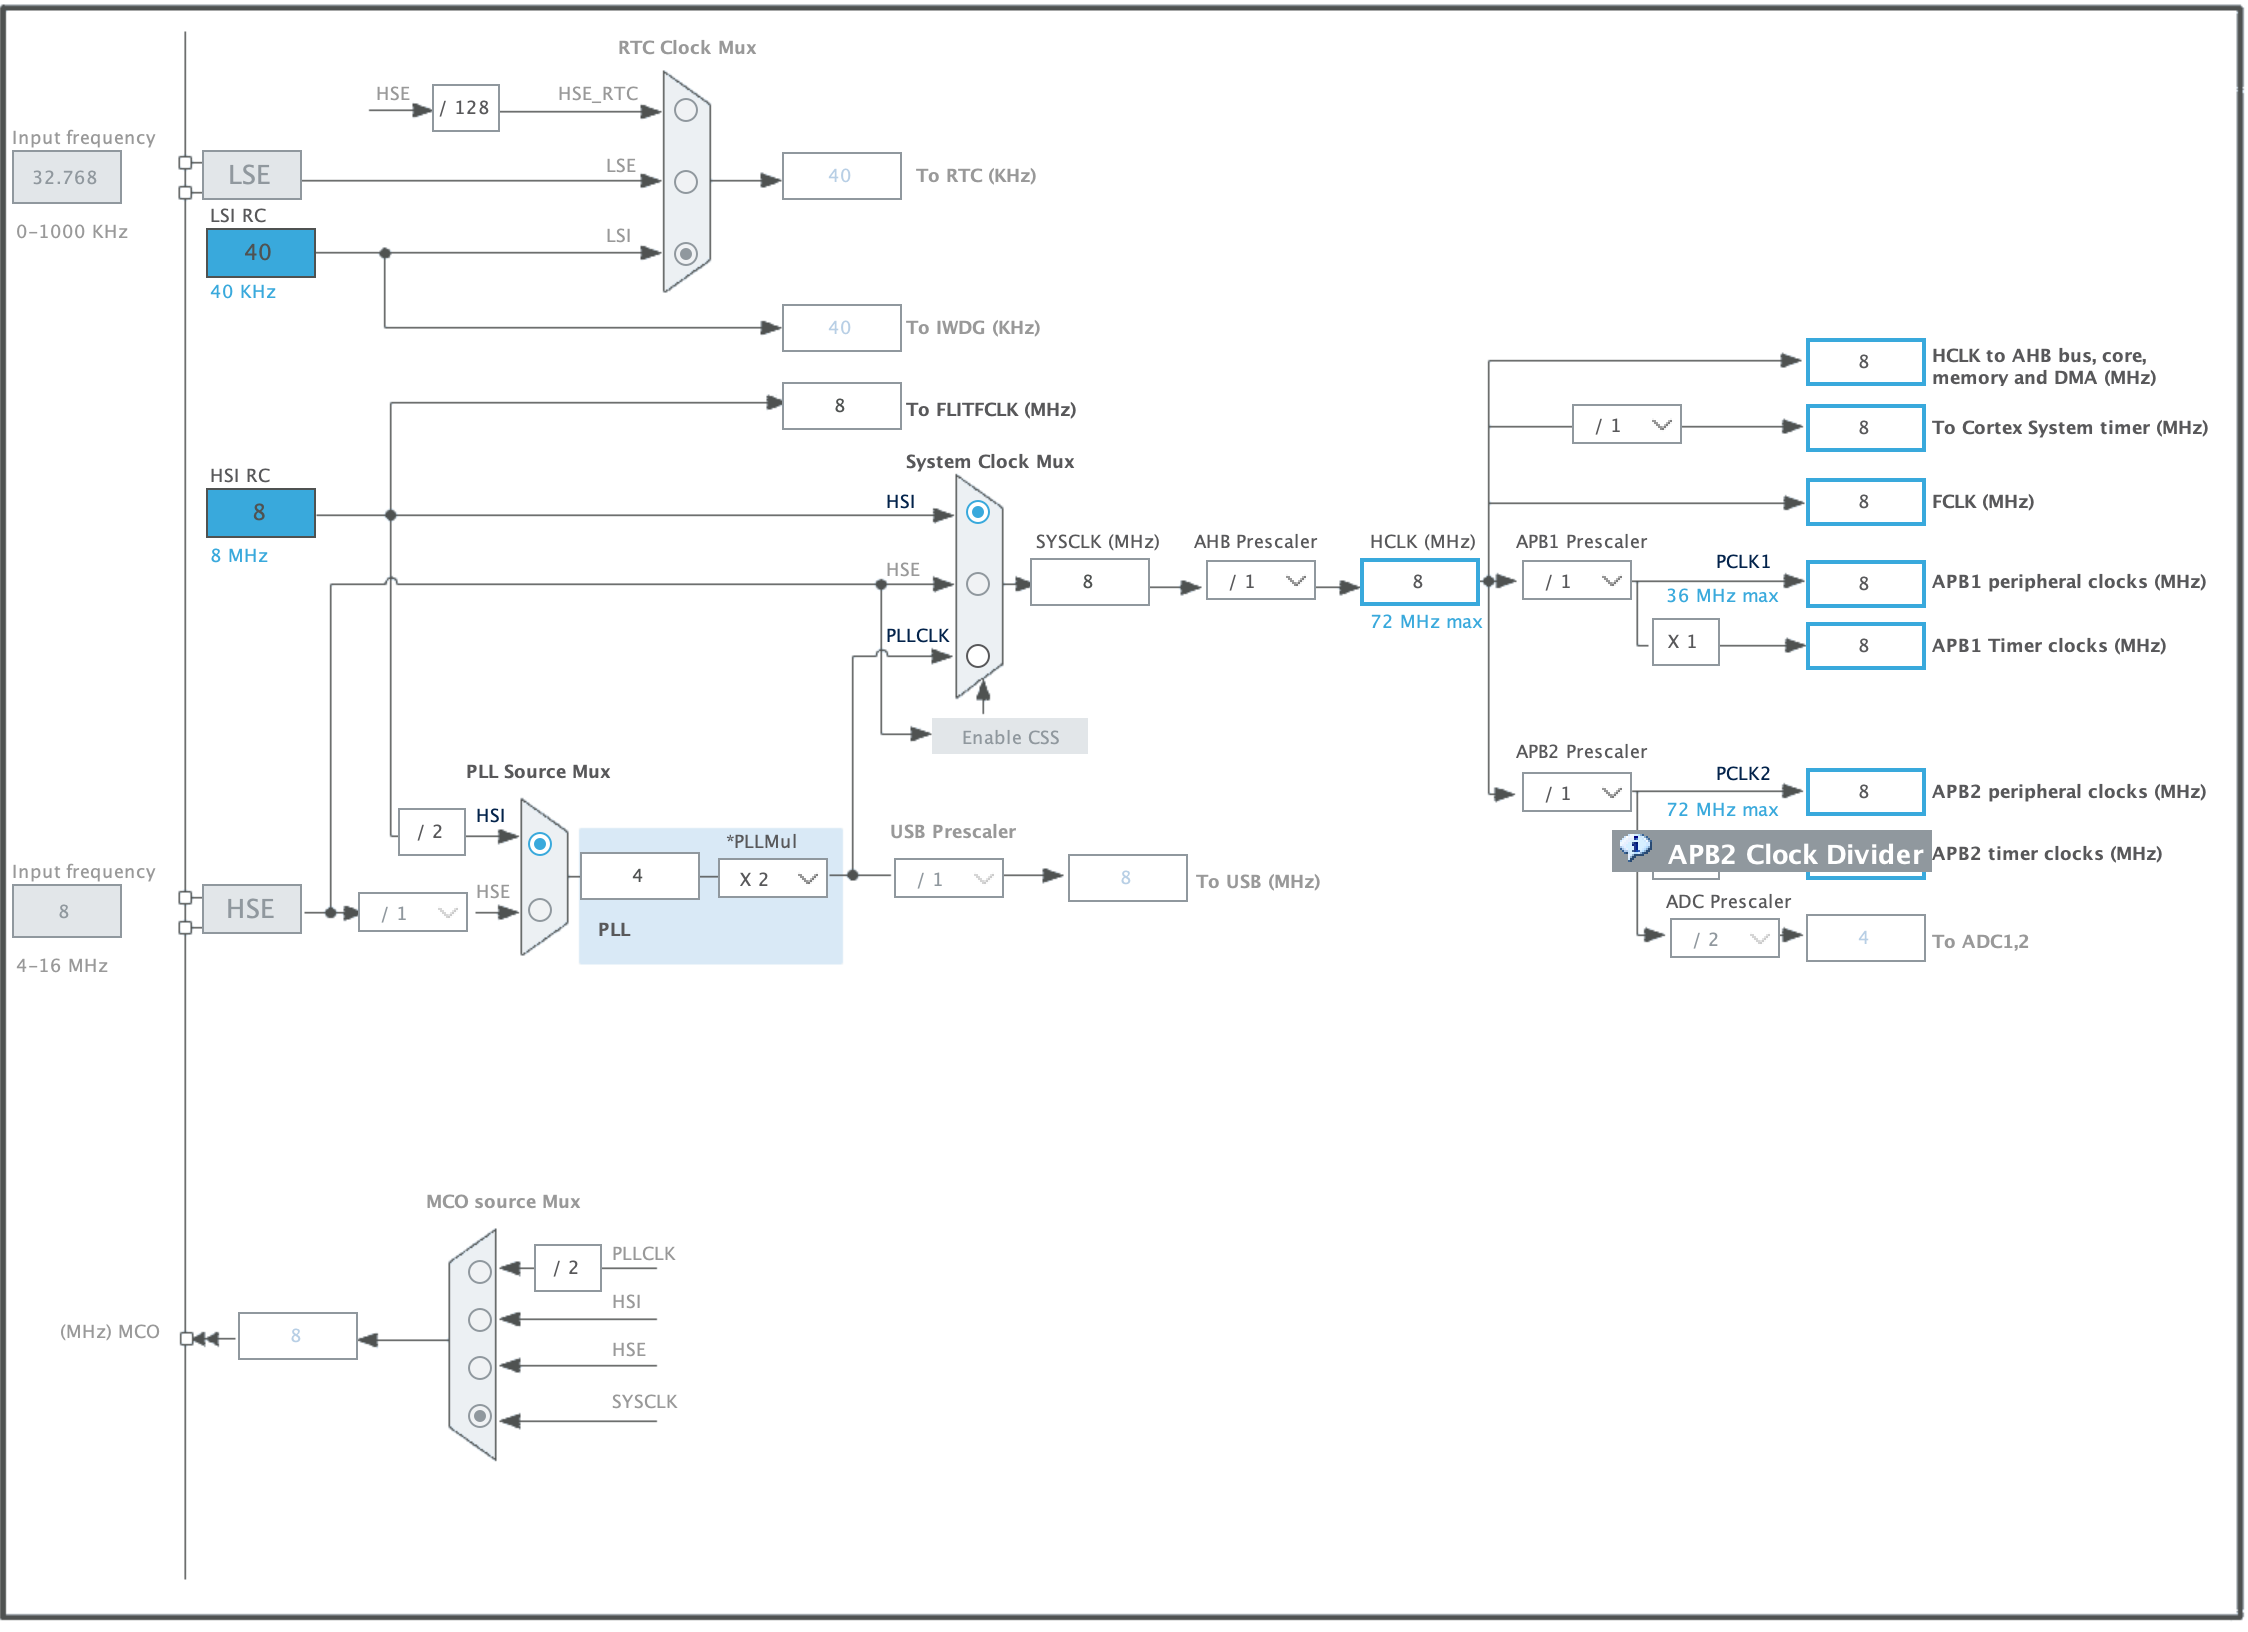 RTC Clock Mux
HSE
/ 128
HSE_RTC
Input frequency
32.768
LSE
LSE
40
To RTC (KHz)
0-1000 KHz
LSI RC
40
LSI
40 KHz
40
To IWDG (KHz)
8
To FLITFCLK (MHz)
8
HCLK to AHB bus, core,
memory and DMA (MHz)
/ 1
8
To Cortex System timer (MHz)
System Clock Mux
HSI RC
8
8 MHz
HSI
8
FCLK (MHz)
HSE
SYSCLK (MHz)
8
AHB Prescaler
/ 1
HCLK (MHz)
8
72 MHz max
APB1 Prescaler
/ 1
PCLK1
36 MHz max
8
APB1 peripheral clocks (MHz)
PLLCLK
X 1
8
APB1 Timer clocks (MHz)
Enable CSS
PLL Source Mux
APB2 Prescaler
/ 1
PCLK2
72 MHz max
8
APB2 peripheral clocks (MHz)
/ 2
HSI
*PLLMul
4
X 2
PLL
USB Prescaler
/ 1
8
To USB (MHz)
APB2 Clock Divider
APB2 timer clocks (MHz)
Input frequency
8
HSE
/ 1
HSE
4-16 MHz
ADC Prescaler
/ 2
4
To ADC1,2
MCO source Mux
PLLCLK
/ 2
HSI
(MHz) MCO
8
HSE
SYSCLK